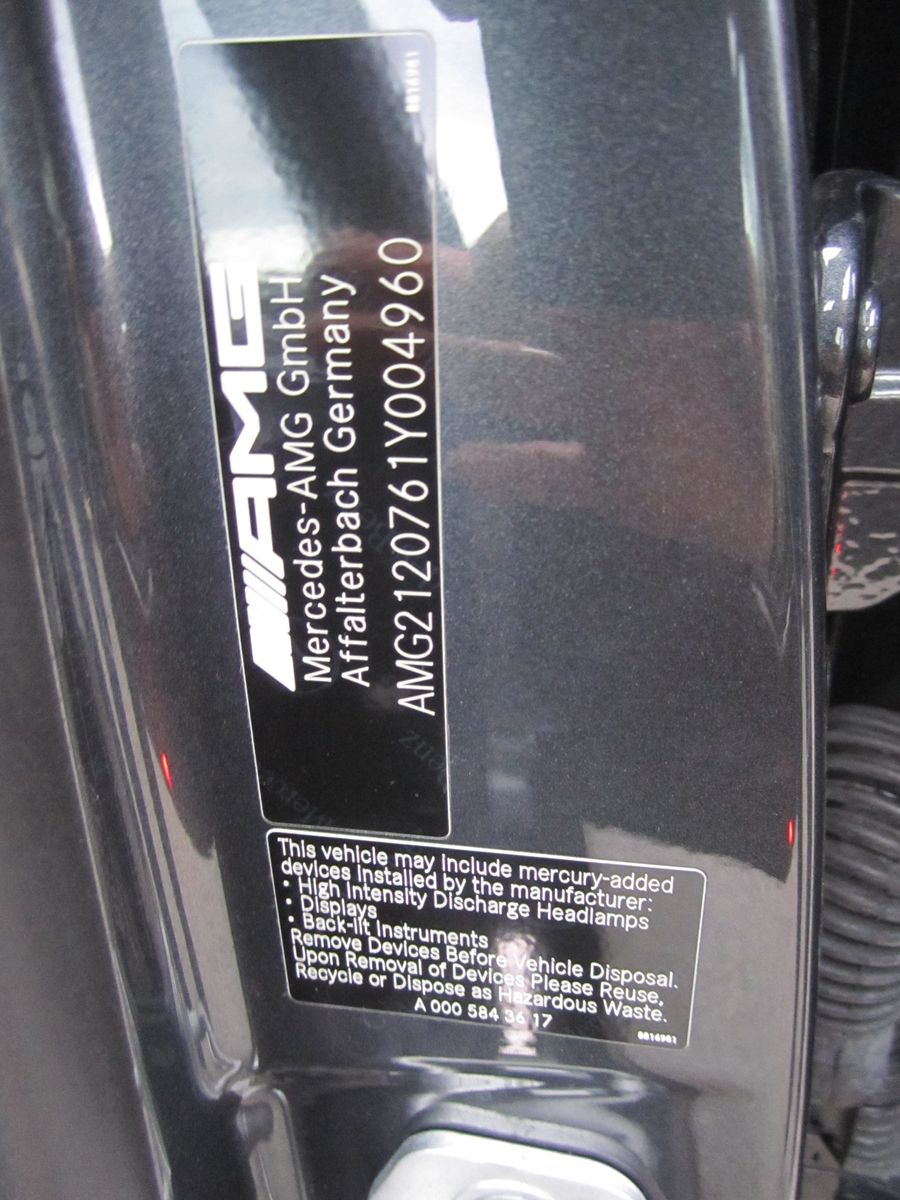 0016981
AMG
Mercedes-AMG GmbH
Affalterbach Germany
AMG2120761Y004960
This vehicle may include mercury-added
devices installed by the manufacturer:
• High Intensity Discharge Headlamps
• Displays
• Back-lit Instruments
Remove Devices Before Vehicle Disposal.
Upon Removal of Devices Please Reuse,
Recycle or Dispose as Hazardous Waste.
A 000 584 36 17
0016981